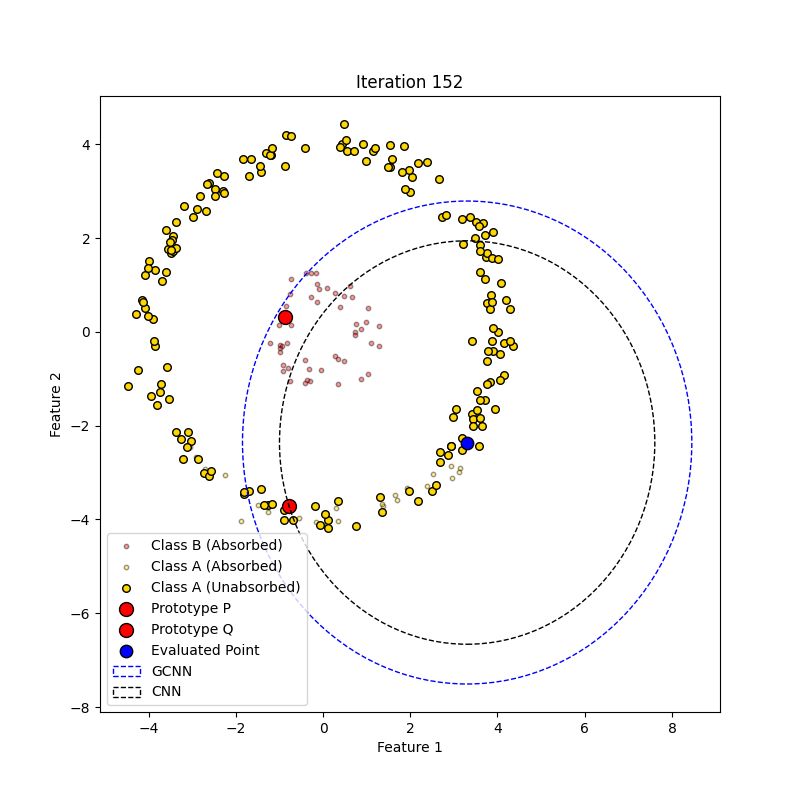 Iteration 152
4
2
0
−2
−4
−6
−8
Feature 2
Class B (Absorbed)
Class A (Absorbed)
Class A (Unabsorbed)
Prototype P
Prototype Q
Evaluated Point
GCNN
CNN
−4 −2 0 2 4 6 8
Feature 1